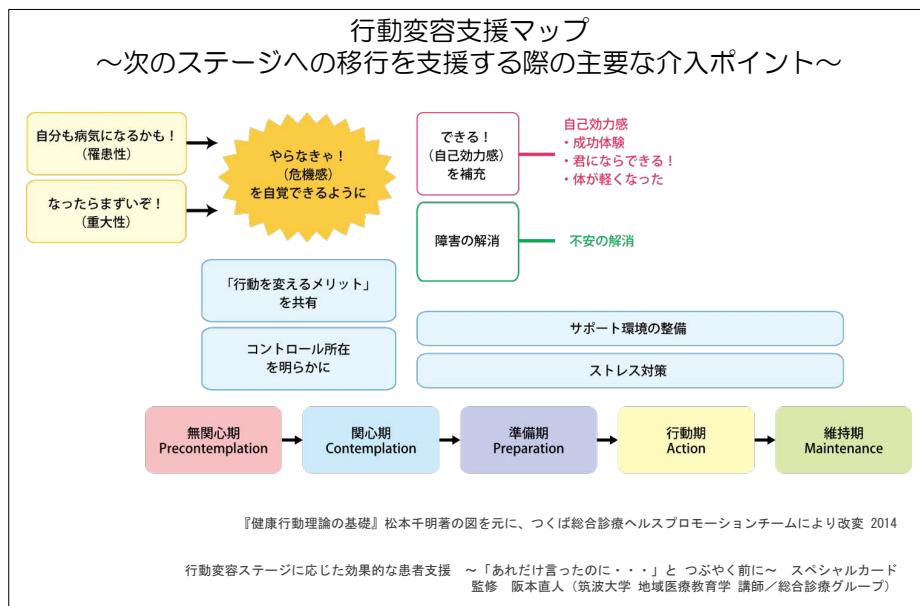 行動変容支援マップ
～次のステージへの移行を支援する際の主要な介入ポイント～
自分も病気になるかも！
（罹患性）
なったらまずいぞ！
（重大性）
やらなきゃ！
（危機感）
を自覚できるように
できる！
（自己効力感）
を補充
自己効力感
・成功体験
・君にならできる！
・体が軽くなった
障害の解消
不安の解消
「行動を変えるメリット」
を共有
コントロール所在
を明らかに
サポート環境の整備
ストレス対策
無関心期
Precontemplation
関心期
Contemplation
準備期
Preparation
行動期
Action
維持期
Maintenance
『健康行動理論の基礎』松本千明著の図を元に、つくば総合診療ヘルスプロモーションチームにより改変 2014
行動変容ステージに応じた効果的な患者支援　～「あれだけ言ったのに・・・」と つぶやく前に～　スペシャルカード
監修　阪本直人（筑波大学 地域医療教育学 講師／総合診療グループ）